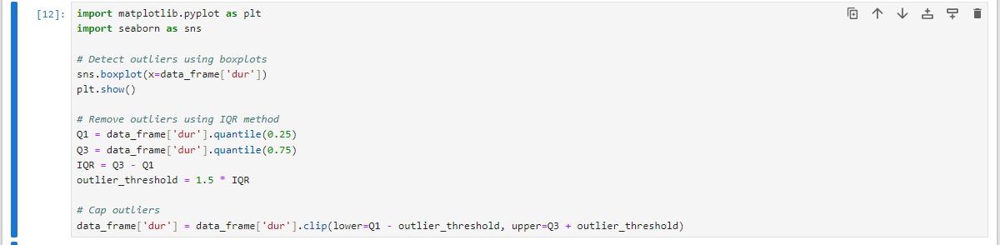 [12]: import matplotlib.pyplot as plt
import seaborn as sns
# Detect outliers using boxplots
sns.boxplot(x=data_frame['dur'])
plt.show()
# Remove outliers using IQR method
Q1 = data_frame['dur'].quantile(0.25)
Q3 = data_frame['dur'].quantile(0.75)
IQR = Q3 - Q1
outlier_threshold = 1.5 * IQR
# Cap outliers
data_frame['dur'] = data_frame['dur'].clip(lower=Q1 - outlier_threshold, upper=Q3 + outlier_threshold)